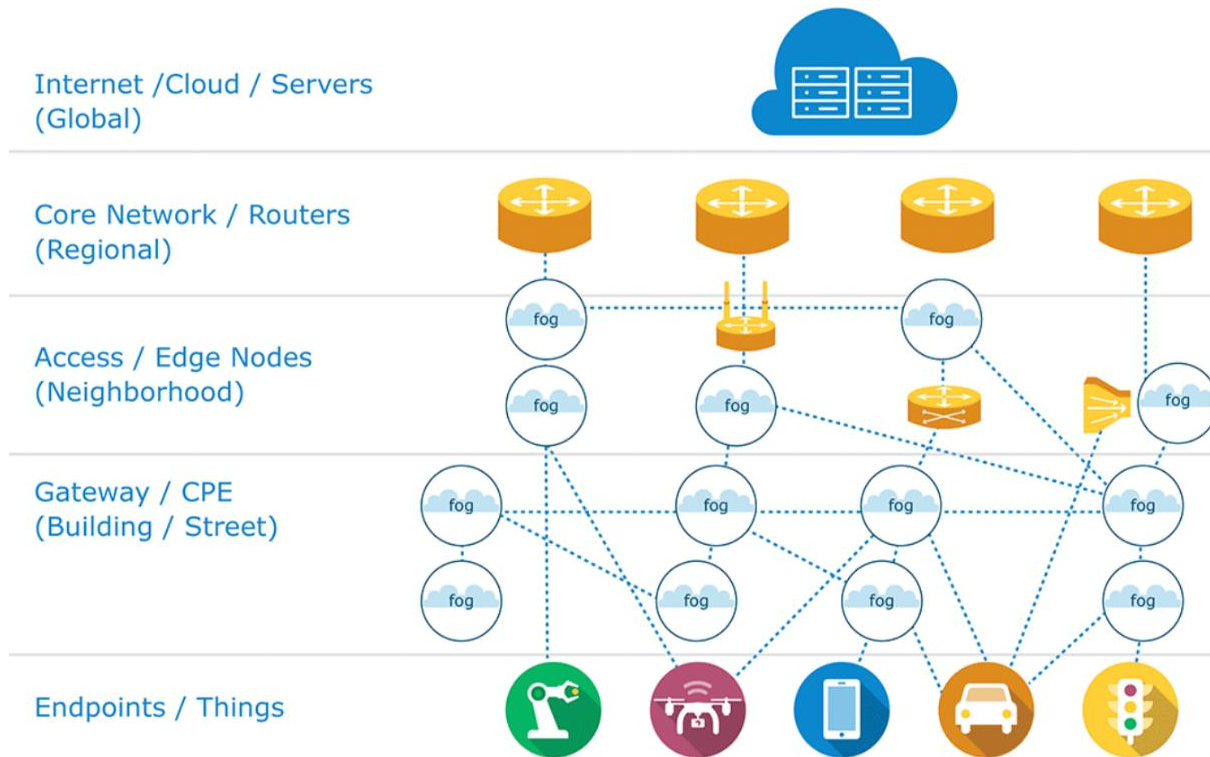 Internet /Cloud / Servers
(Global)
Core Network / Routers
(Regional)
fog
fog
Access / Edge Nodes
(Neighborhood)
fog
fog
fog
Gateway / CPE
(Building / Street)
fog
fog
fog
fog
fog
fog
fog
fog
Endpoints / Things